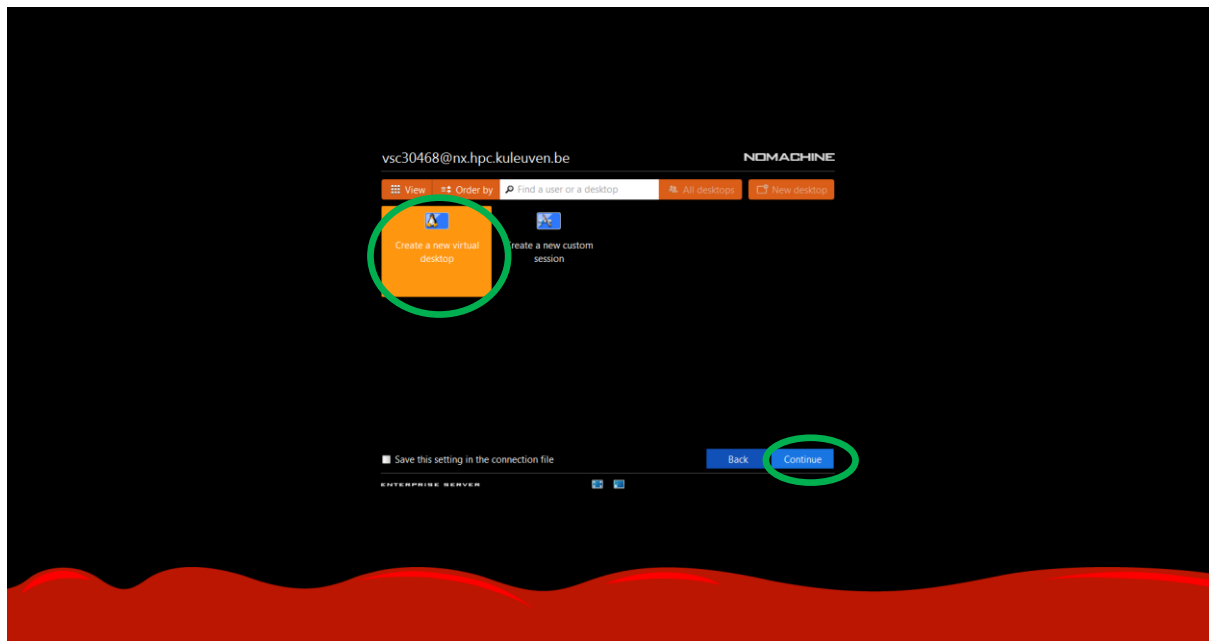 vsc30468@nx.hpc.kuleuven.be NOMACHINE
View Order by Find a user or a desktop All desktops New desktop
Create a new virtual
desktop
Create a new custom
session
Save this setting in the connection file Back Continue
ENTERPRISE SERVER